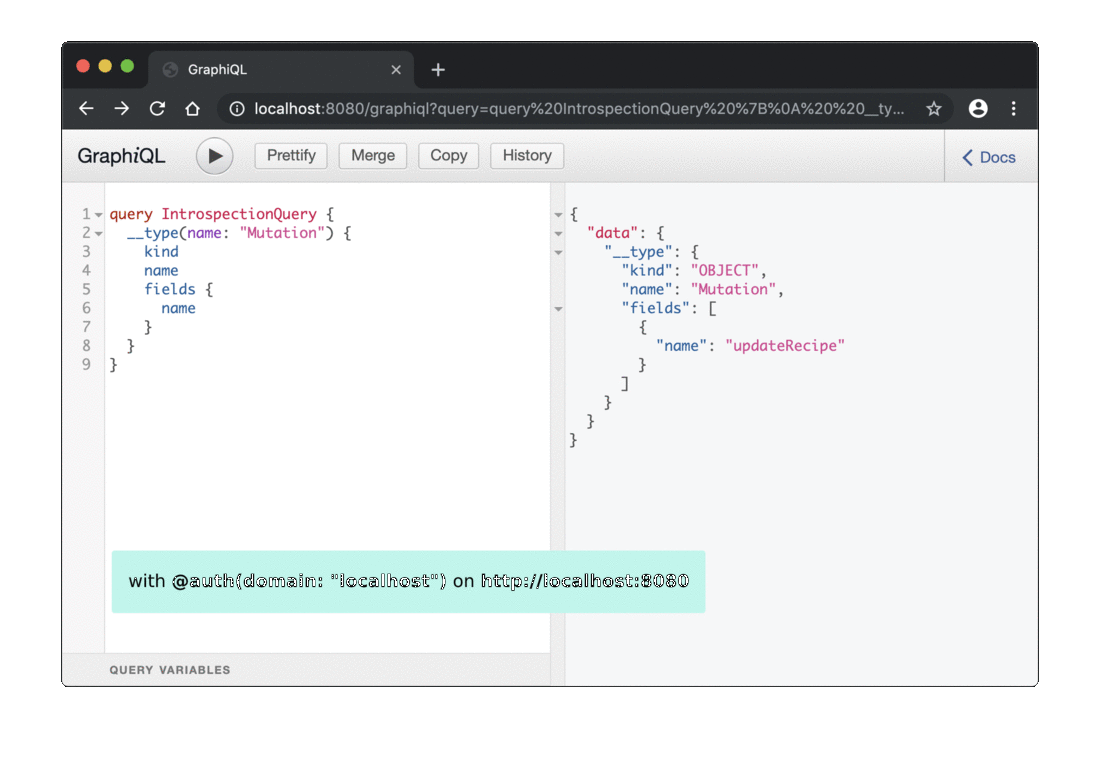 GraphiQL
localhost:8080/graphiql?query=query%20IntrospectionQuery%20%7B%0A%20%20__ty...
GraphiQL Prettify Merge Copy History Docs
1 query IntrospectionQuery {
2 __type(name: "Mutation") {
3 kind
4 name
5 fields {
6 name
7 }
8 }
9 }
{
"data": {
"__type": {
"kind": "OBJECT",
"name": "Mutation",
"fields": [
{
"name": "updateRecipe"
}
]
}
}
}
with @auth(domain: "localhost") on http://localhost:8080
QUERY VARIABLES